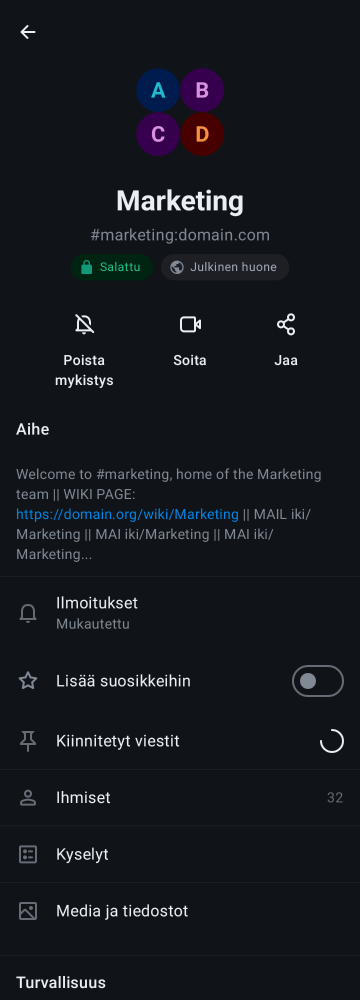 A B
C D
Marketing
#marketing:domain.com
Salattu Julkinen huone
Poista mykistys
Soita
Jaa
Aihe
Welcome to #marketing, home of the Marketing
team || WIKI PAGE:
https://domain.org/wiki/Marketing || MAIL iki/
Marketing || MAI iki/Marketing || MAI iki/
Marketing...
Ilmoitukset
Mukautettu
Lisää suosikkeihin
Kiinnitetyt viestit
Ihmiset 32
Kyselyt
Media ja tiedostot
Turvallisuus